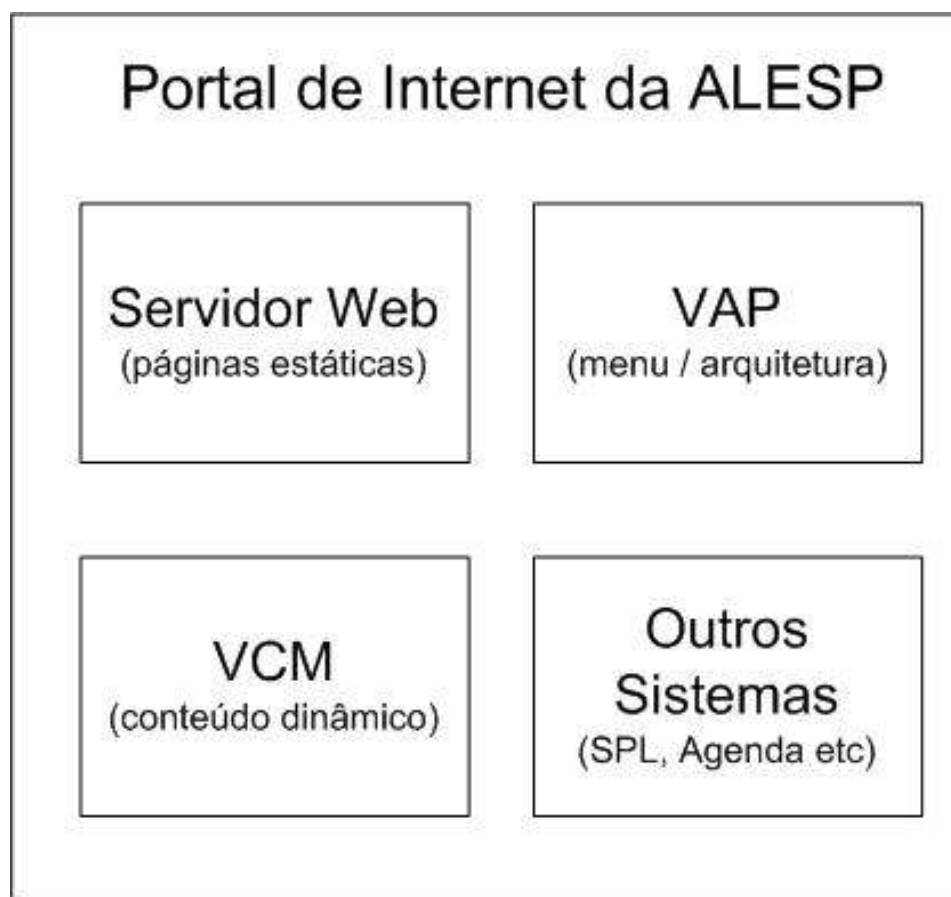 Portal de Internet da ALESP
Servidor Web
(páginas estáticas)
VAP
(menu / arquitetura)
VCM
(conteúdo dinâmico)
Outros
Sistemas
(SPL, Agenda etc)